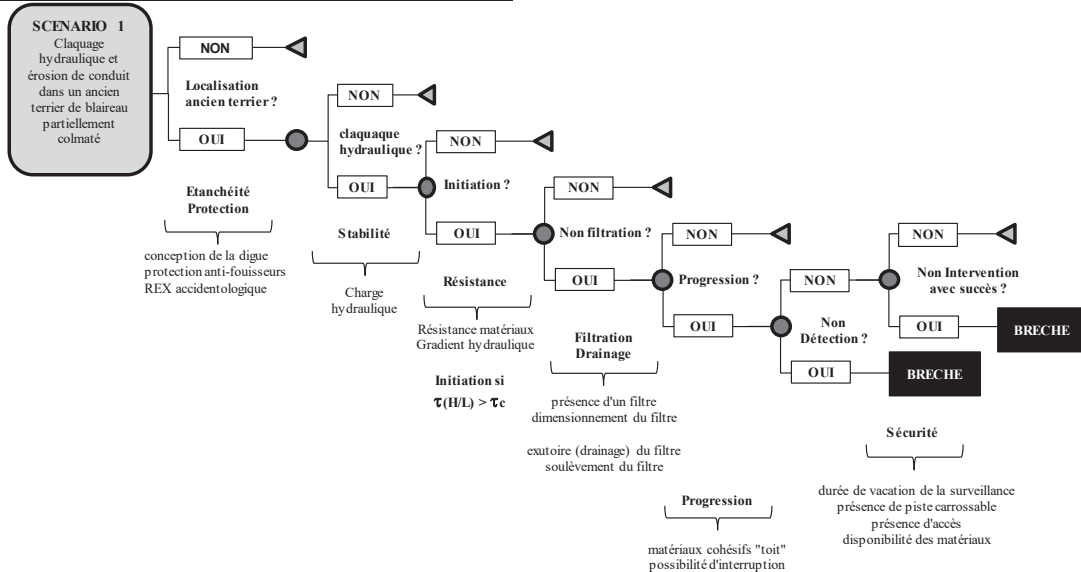 SCENARIO 1
Claquage
hydraulique et
érosion de conduit
dans un ancien
terrier de blaireau
partiellement
colmaté
NON
Localisation
ancien terrier ?
OUI
Etanchéité
Protection
conception de la digue
protection anti-fouisseurs
REX accidentologique
NON
claquaque
hydraulique ?
OUI
Stabilité
Charge
hydraulique
NON
Initiation ?
OUI
Résistance
Résistance matériaux
Gradient hydraulique
Initiation si
τ(H/L) > τc
NON
Non filtration ?
OUI
Filtration
Drainage
présence d'un filtre
dimensionnement du filtre
exutoire (drainage) du filtre
soulèvement du filtre
NON
Progression ?
OUI
Progression
matériaux cohésifs "toit"
possibilité d'interruption
NON
Non
Détection ?
OUI
BRECHE
NON
Non Intervention
avec succès ?
OUI
BRECHE
Sécurité
durée de vacation de la surveillance
présence de piste carrossable
présence d'accès
disponibilité des matériaux